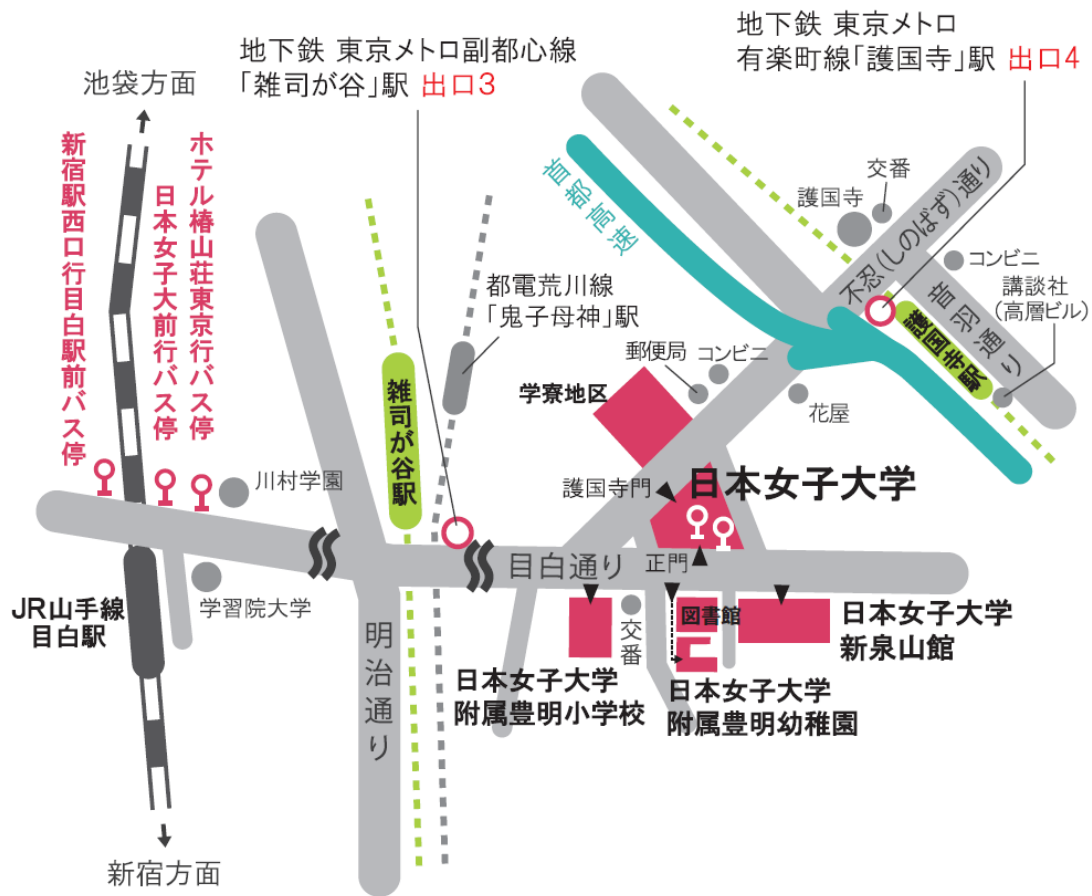 地下鉄 東京メトロ副都心線
「雑司が谷」駅 出口3
地下鉄 東京メトロ
有楽町線「護国寺」駅 出口4
池袋方面
新宿駅西口行目白駅前バス停
日本女子大前行バス停
ホテル椿山荘東京行バス停
首都高速
護国寺
交番
不忍(しのばず)通り
コンビニ
講談社
(高層ビル)
音羽通り
護国寺駅
都電荒川線
「鬼子母神」駅
雑司が谷駅
郵便局
コンビニ
花屋
学寮地区
川村学園
護国寺門
日本女子大学
目白通り
正門
JR山手線
目白駅
学習院大学
明治通り
交番
図書館
日本女子大学
新泉山館
日本女子大学
附属豊明小学校
日本女子大学
附属豊明幼稚園
新宿方面